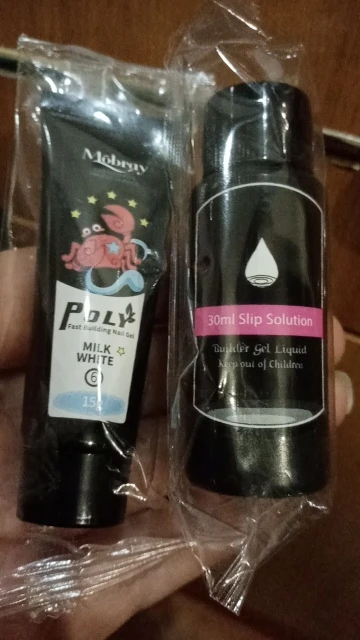 Mobray
POLY
Fast Building Nail Gel
MILK
WHITE
6
15g
30ml Slip Solution
Builder Gel Liquid
Keep out of Children